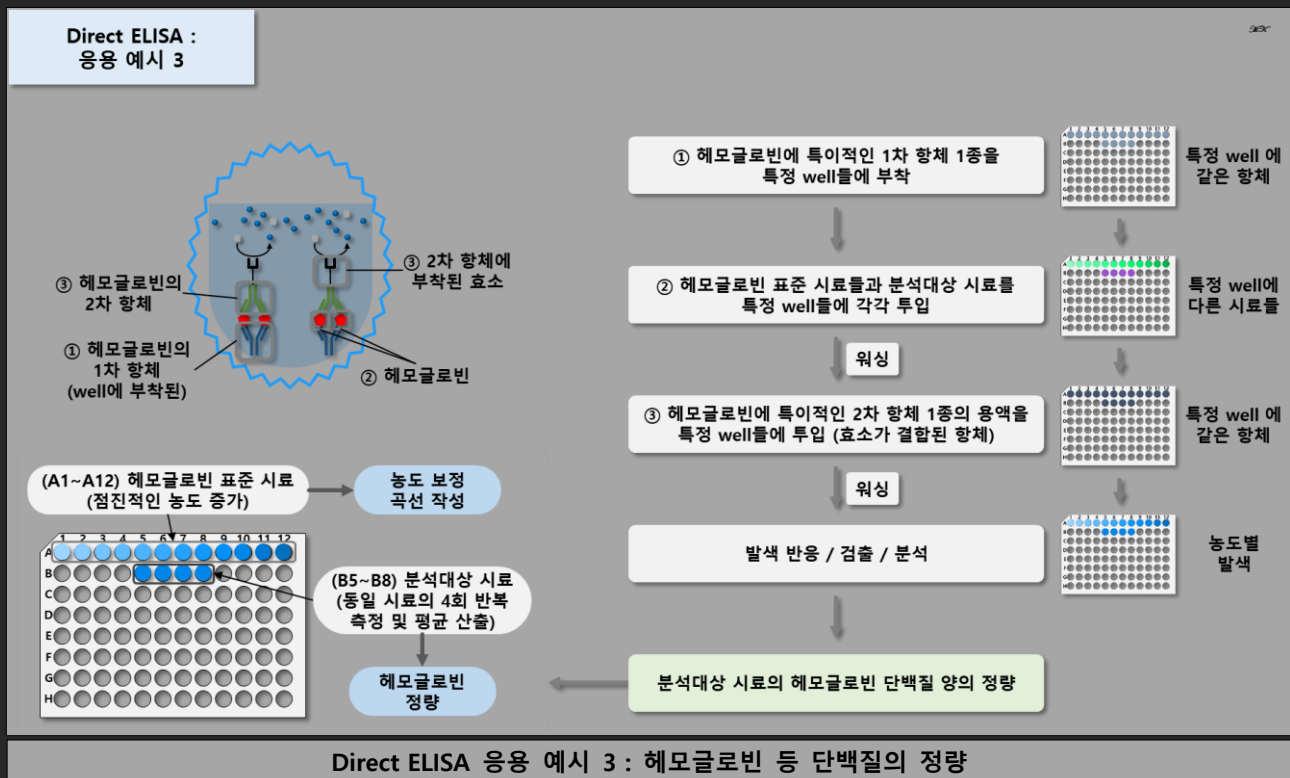 Direct ELISA :
응용 예시 3
① 헤모글로빈에 특이적인 1차 항체 1종을
특정 well들에 부착
특정 well 에
같은 항체
② 헤모글로빈 표준 시료들과 분석대상 시료를
특정 well들에 각각 투입
특정 well에
다른 시료들
워싱
③ 헤모글로빈에 특이적인 2차 항체 1종의 용액을
특정 well들에 투입 (효소가 결합된 항체)
특정 well 에
같은 항체
워싱
발색 반응 / 검출 / 분석
농도별
발색
분석대상 시료의 헤모글로빈 단백질 양의 정량
③ 2차 항체에
부착된 효소
③ 헤모글로빈의
2차 항체
① 헤모글로빈의
1차 항체
(well에 부착된)
② 헤모글로빈
(A1~A12) 헤모글로빈 표준 시료
(점진적인 농도 증가)
농도 보정
곡선 작성
1 2 3 4 5 6 7 8 9 10 11 12
A
B
C
D
E
F
G
H
(B5~B8) 분석대상 시료
(동일 시료의 4회 반복
측정 및 평균 산출)
헤모글로빈
정량
Direct ELISA 응용 예시 3 : 헤모글로빈 등 단백질의 정량